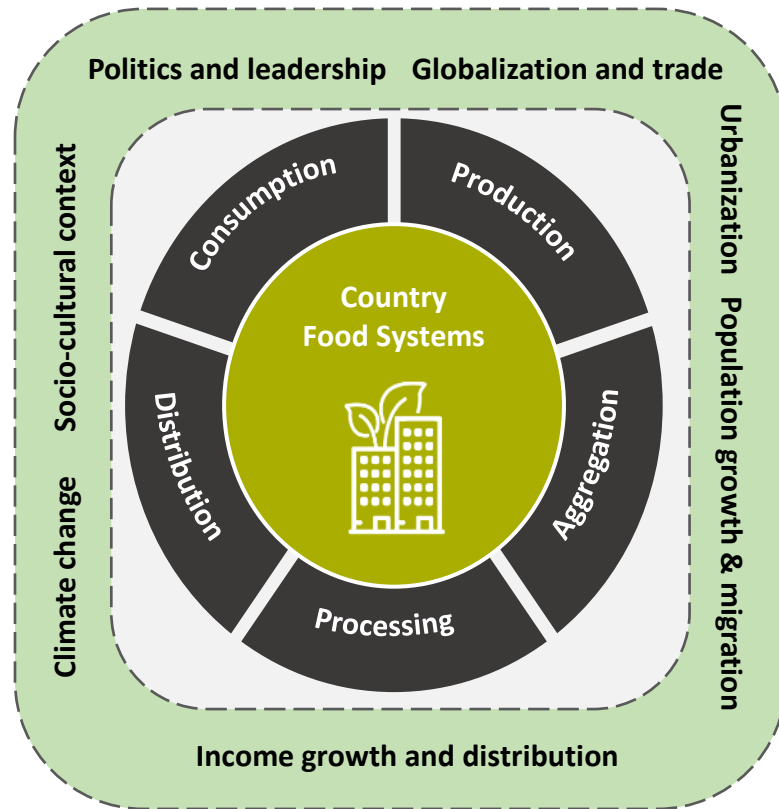 Politics and leadership
Globalization and trade
Urbanization
Population growth & migration
Income growth and distribution
Climate change
Socio-cultural context
Production
Aggregation
Processing
Distribution
Consumption
Country
Food Systems